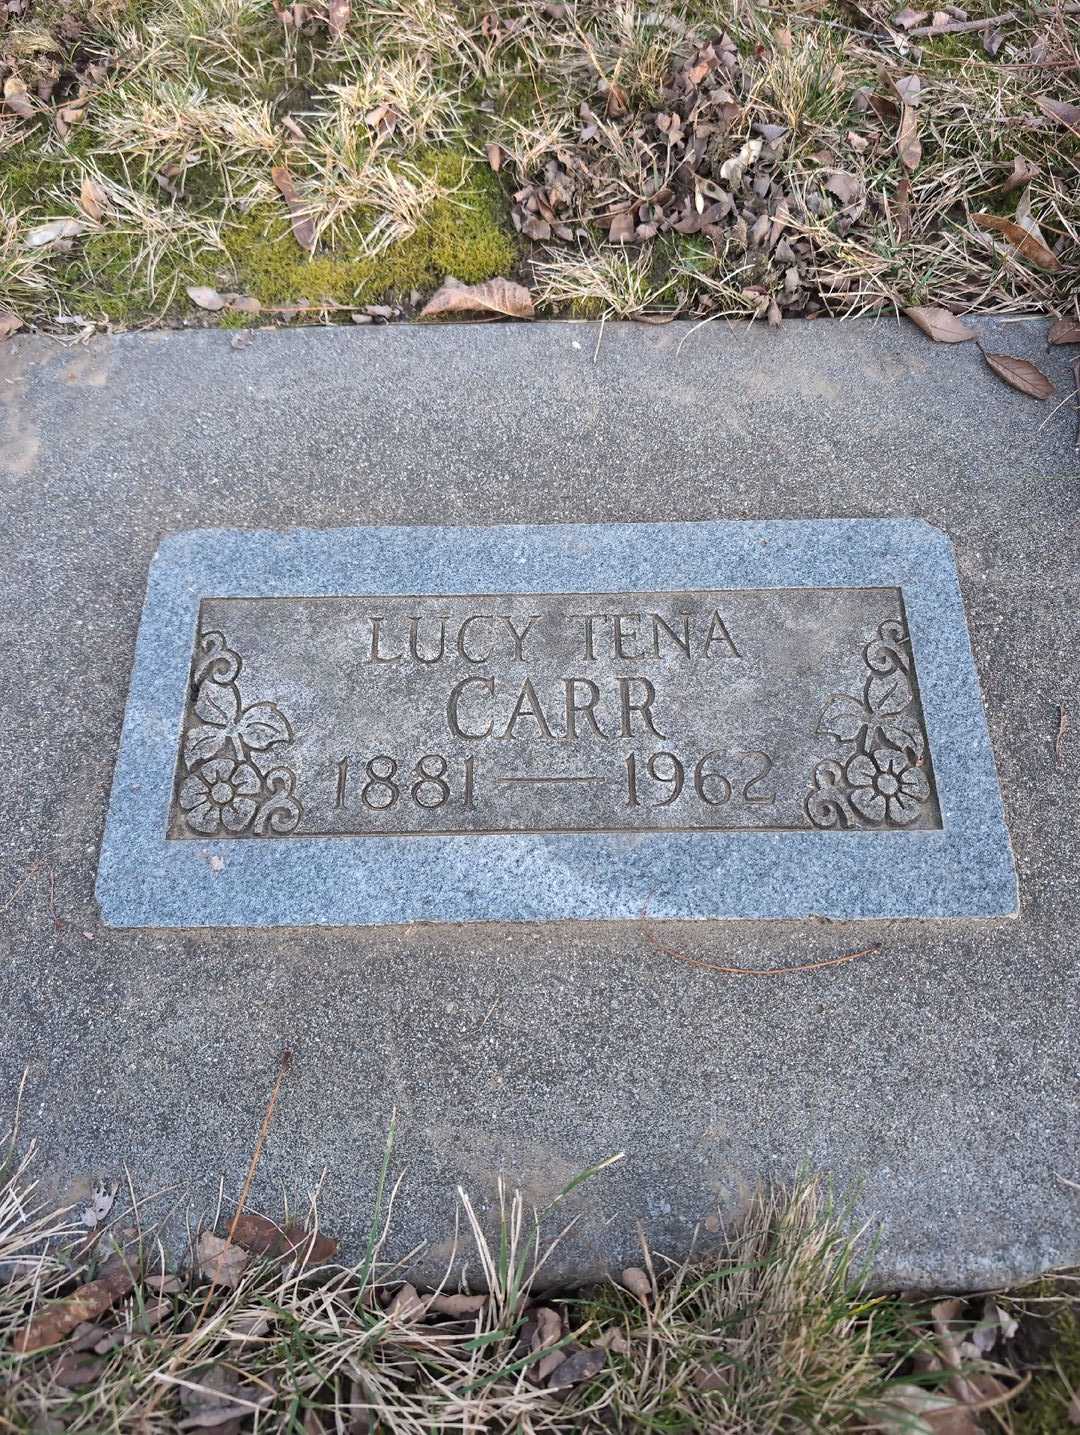 LUCY TENA
CARR
1881 — 1962